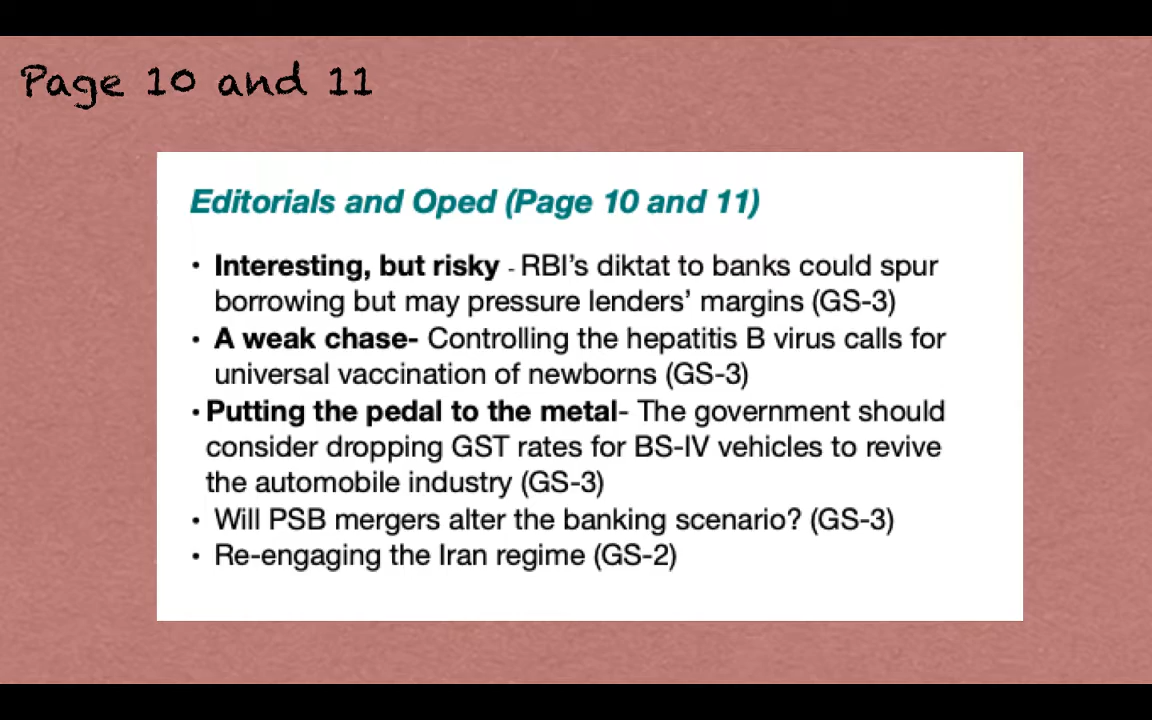 Page 10 and 11
Editorials and Oped (Page 10 and 11)
• Interesting, but risky - RBI's diktat to banks could spur
borrowing but may pressure lenders' margins (GS-3)
• A weak chase- Controlling the hepatitis B virus calls for
universal vaccination of newborns (GS-3)
• Putting the pedal to the metal- The government should
consider dropping GST rates for BS-IV vehicles to revive
the automobile industry (GS-3)
• Will PSB mergers alter the banking scenario? (GS-3)
• Re-engaging the Iran regime (GS-2)